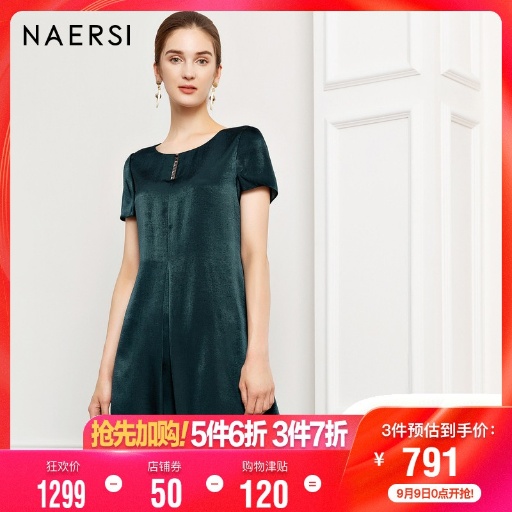 NAERSI
抢先加购! 5件6折 3件7折
3件预估到手价:
¥ 791
9月9日0点开抢!
狂欢价 店铺券 购物津贴
1299 - 50 - 120 =